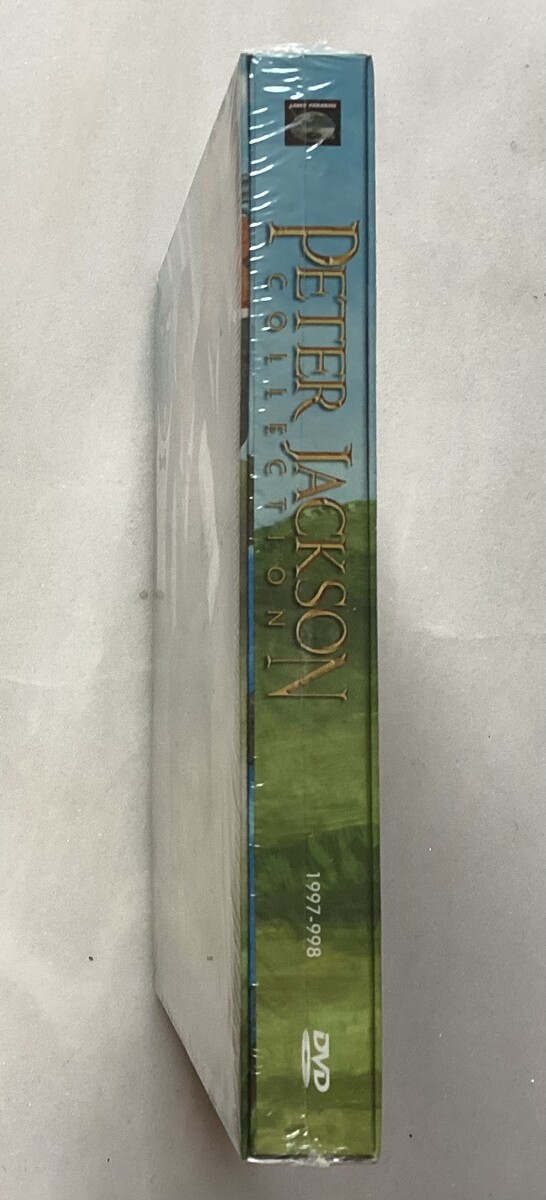 PETER JACKSON
COLLECTION
1997-998
DVD